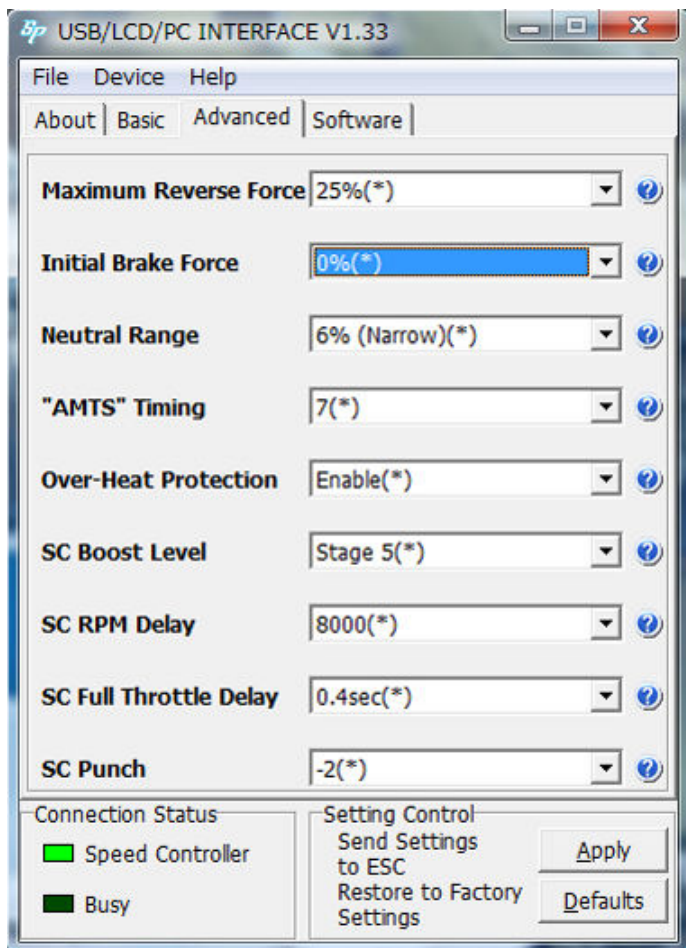 Sp USB/LCD/PC INTERFACE V1.33
File Device Help
About Basic Advanced Software
Maximum Reverse Force 25%(*)
Initial Brake Force 0%(*)
Neutral Range 6% (Narrow)(*)
"AMTS" Timing 7(*)
Over-Heat Protection Enable(*)
SC Boost Level Stage 5(*)
SC RPM Delay 8000(*)
SC Full Throttle Delay 0.4sec(*)
SC Punch -2(*)
Connection Status
Speed Controller
Busy
Setting Control
Send Settings
to ESC
Apply
Restore to Factory
Settings
Defaults